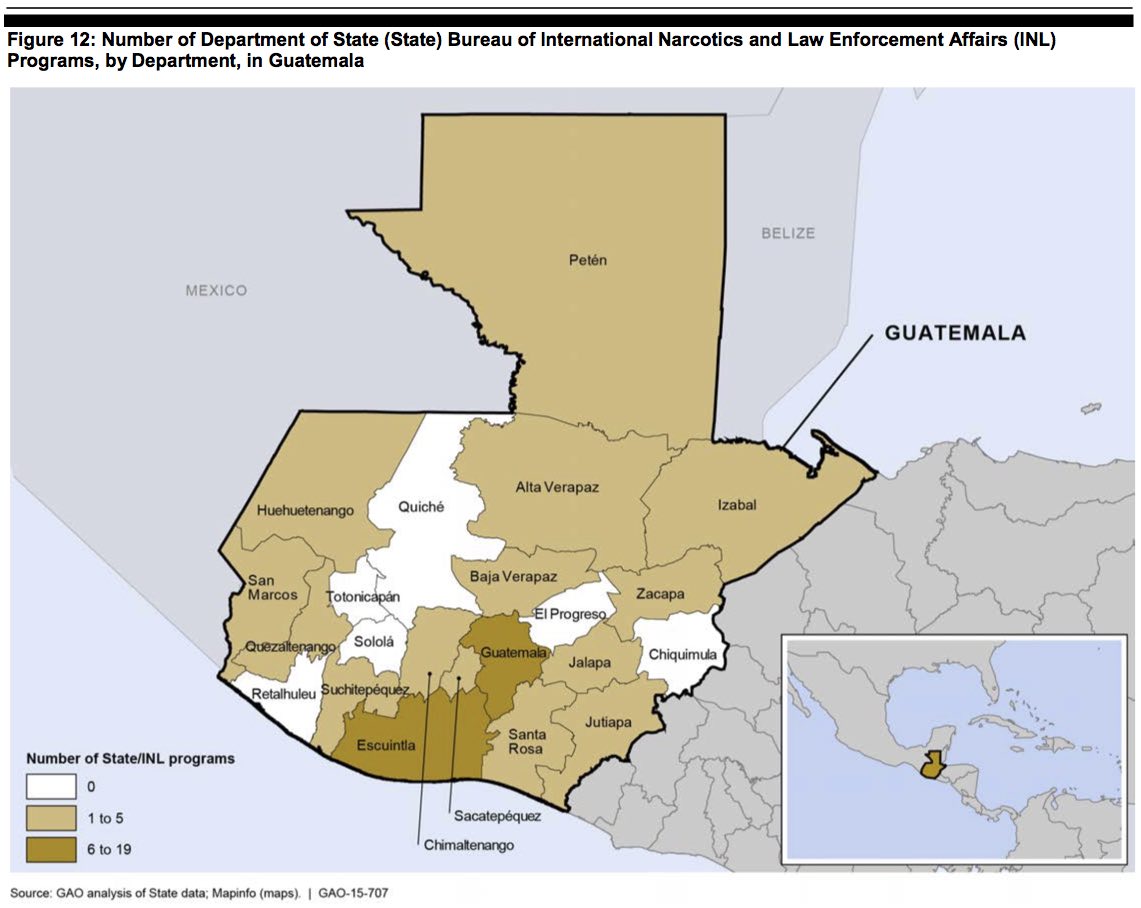 Figure 12: Number of Department of State (State) Bureau of International Narcotics and Law Enforcement Affairs (INL)
Programs, by Department, in Guatemala
BELIZE
Petén
MEXICO
GUATEMALA
Alta Verapaz
Izabal
Quiché
Huehuetenango
Baja Verapaz
San
Marcos
Zacapa
Totonicapán
El Progreso
Sololá
Quezaltenango
Guatemala
Chiquimula
Jalapa
Retalhuleu
Suchitepéquez
Jutiapa
Santa
Rosa
Escuintla
Number of State/INL programs
0
1 to 5
6 to 19
Sacatepéquez
Chimaltenango
Source: GAO analysis of State data; Mapinfo (maps). | GAO-15-707